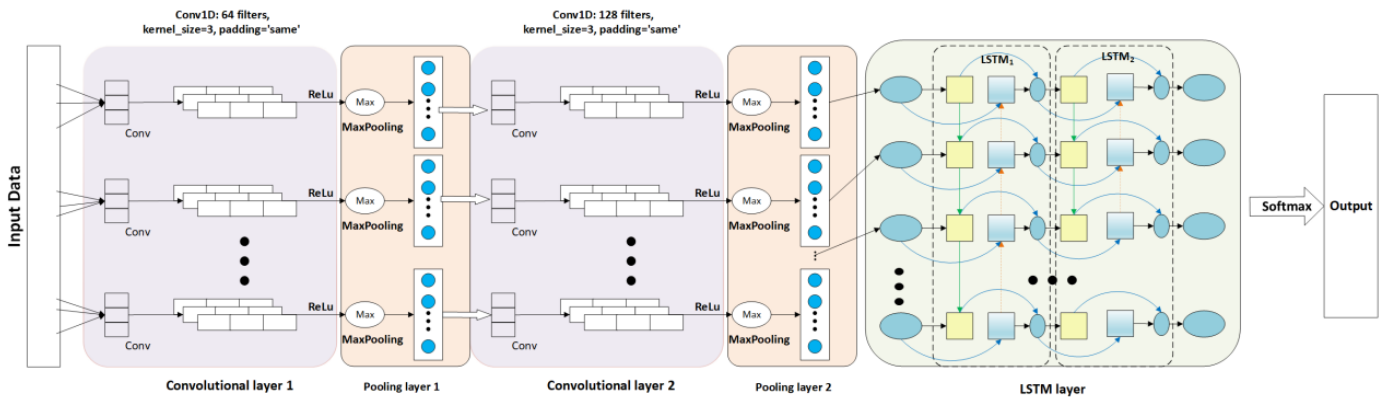 Conv1D: 64 filters,
kernel_size=3, padding='same'
Conv1D: 128 filters,
kernel_size=3, padding='same'
Input Data
Conv
ReLu
Max
MaxPooling
Conv
ReLu
Max
MaxPooling
Conv
ReLu
Max
MaxPooling
Conv
ReLu
Max
MaxPooling
Conv
ReLu
Max
MaxPooling
Conv
ReLu
Max
MaxPooling
LSTM₁
LSTM₂
Softmax
Output
Convolutional layer 1
Pooling layer 1
Convolutional layer 2
Pooling layer 2
LSTM layer